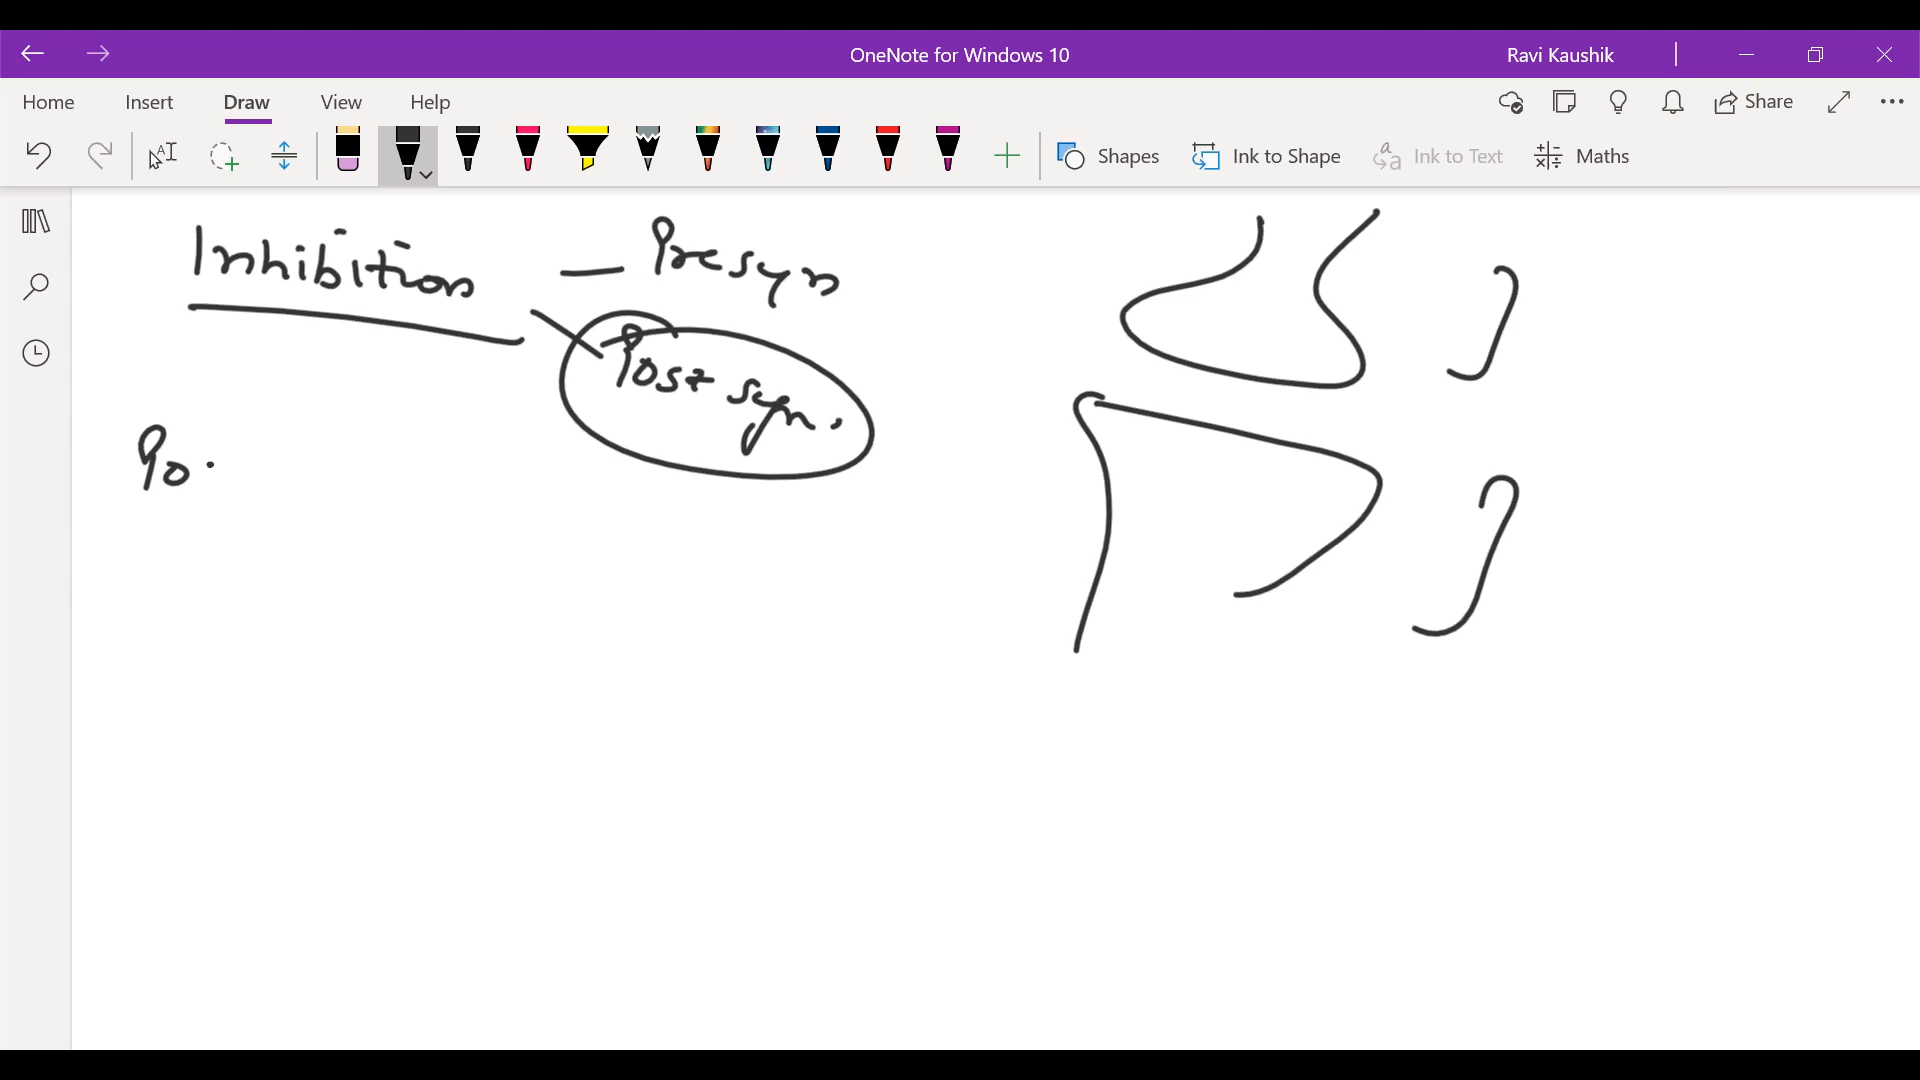 OneNote for Windows 10
Ravi Kaushik
Home Insert Draw View Help
Share
Shapes Ink to Shape Ink to Text Maths
Inhibition — Presyn
Post syn.
Po